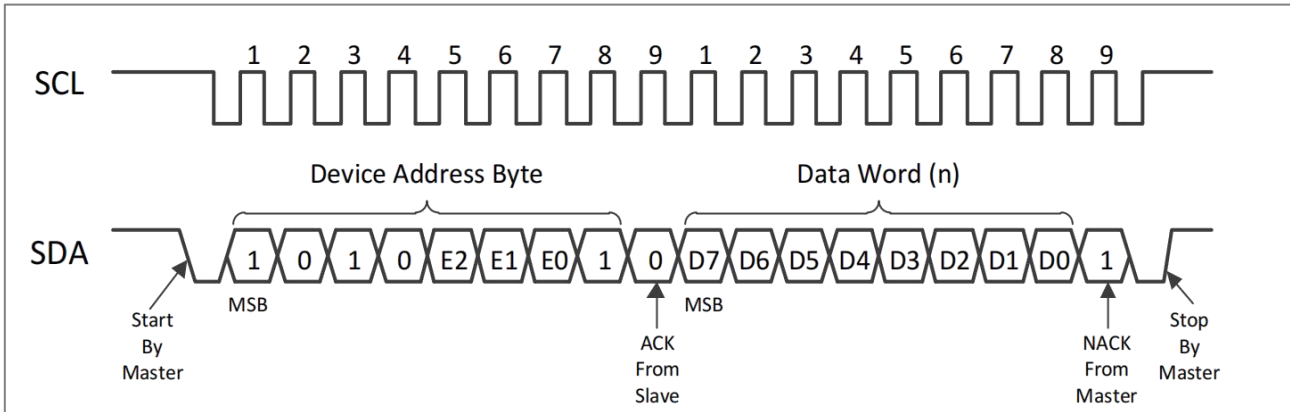 1 2 3 4 5 6 7 8 9 1 2 3 4 5 6 7 8 9
SCL
Device Address Byte
Data Word (n)
SDA
1 0 1 0 E2 E1 E0 1 0 D7 D6 D5 D4 D3 D2 D1 D0 1
MSB
MSB
Start
By
Master
ACK
From
Slave
NACK
From
Master
Stop
By
Master